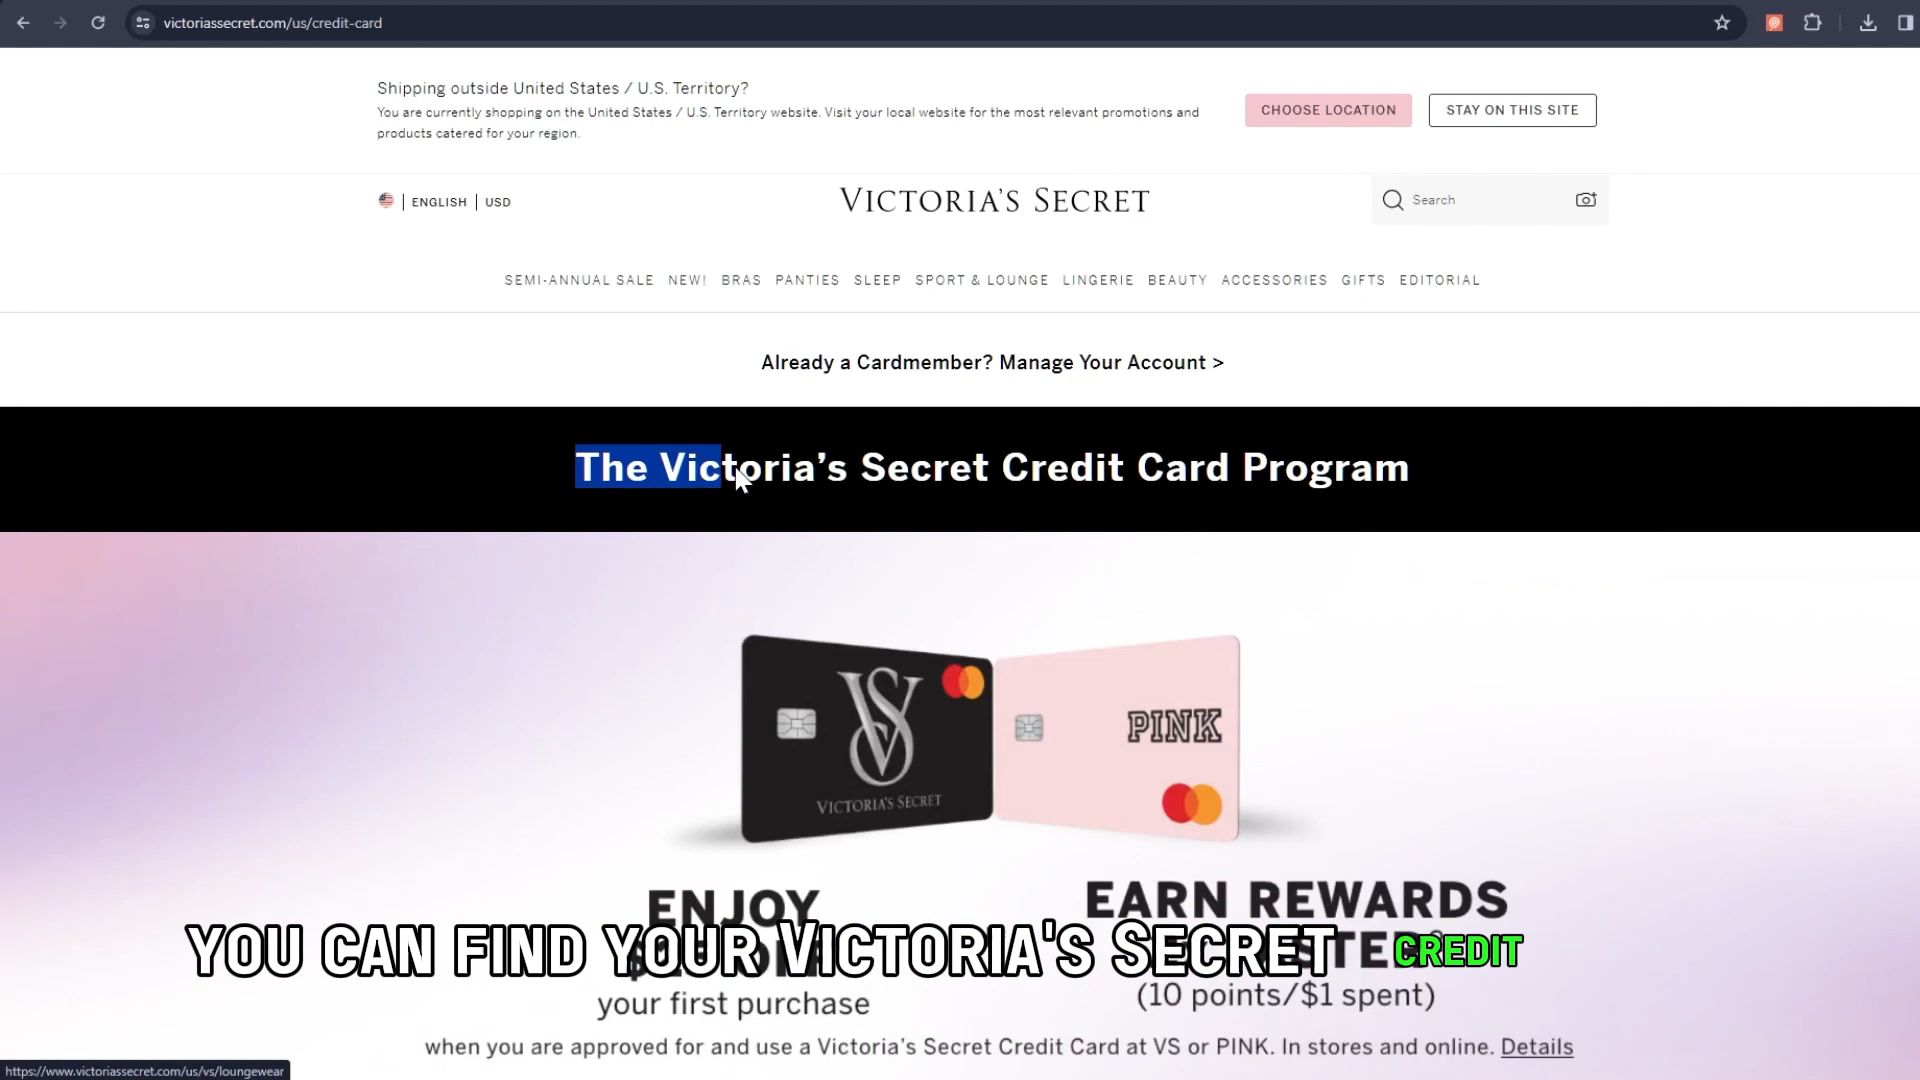 victoriassecret.com/us/credit-card
Shipping outside United States / U.S. Territory?
You are currently shopping on the United States / U.S. Territory website. Visit your local website for the most relevant promotions and
products catered for your region.
CHOOSE LOCATION
STAY ON THIS SITE
ENGLISH | USD
VICTORIA'S SECRET
Search
SEMI-ANNUAL SALE NEW! BRAS PANTIES SLEEP SPORT & LOUNGE LINGERIE BEAUTY ACCESSORIES GIFTS EDITORIAL
Already a Cardmember? Manage Your Account >
The Victoria’s Secret Credit Card Program
VS
VICTORIA'S SECRET
PINK
ENJOY
EARN REWARDS
YOU CAN FIND YOUR VICTORIA'S SECRET CREDIT
your first purchase
(10 points/$1 spent)
when you are approved for and use a Victoria’s Secret Credit Card at VS or PINK. In stores and online. Details
https://www.victoriassecret.com/us/vs/loungewear